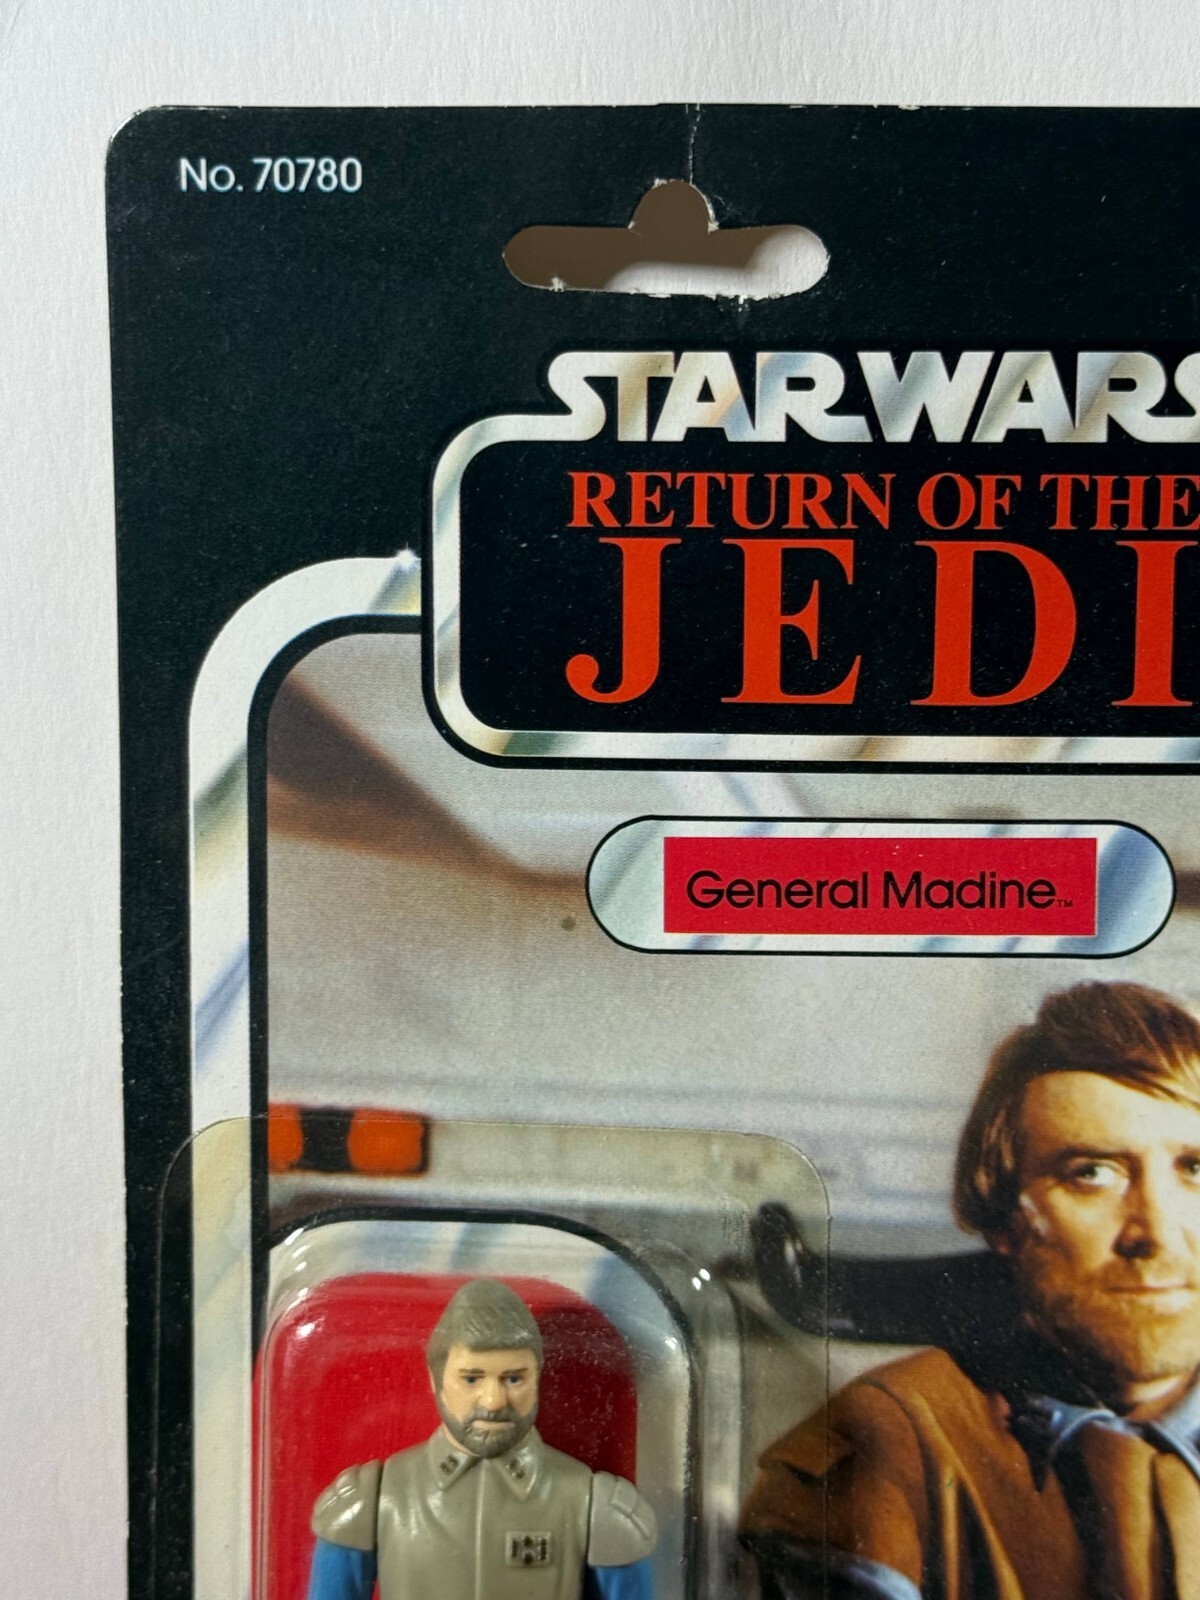 No. 70780
STAR WARS
RETURN OF THE
JEDI
General Madine™